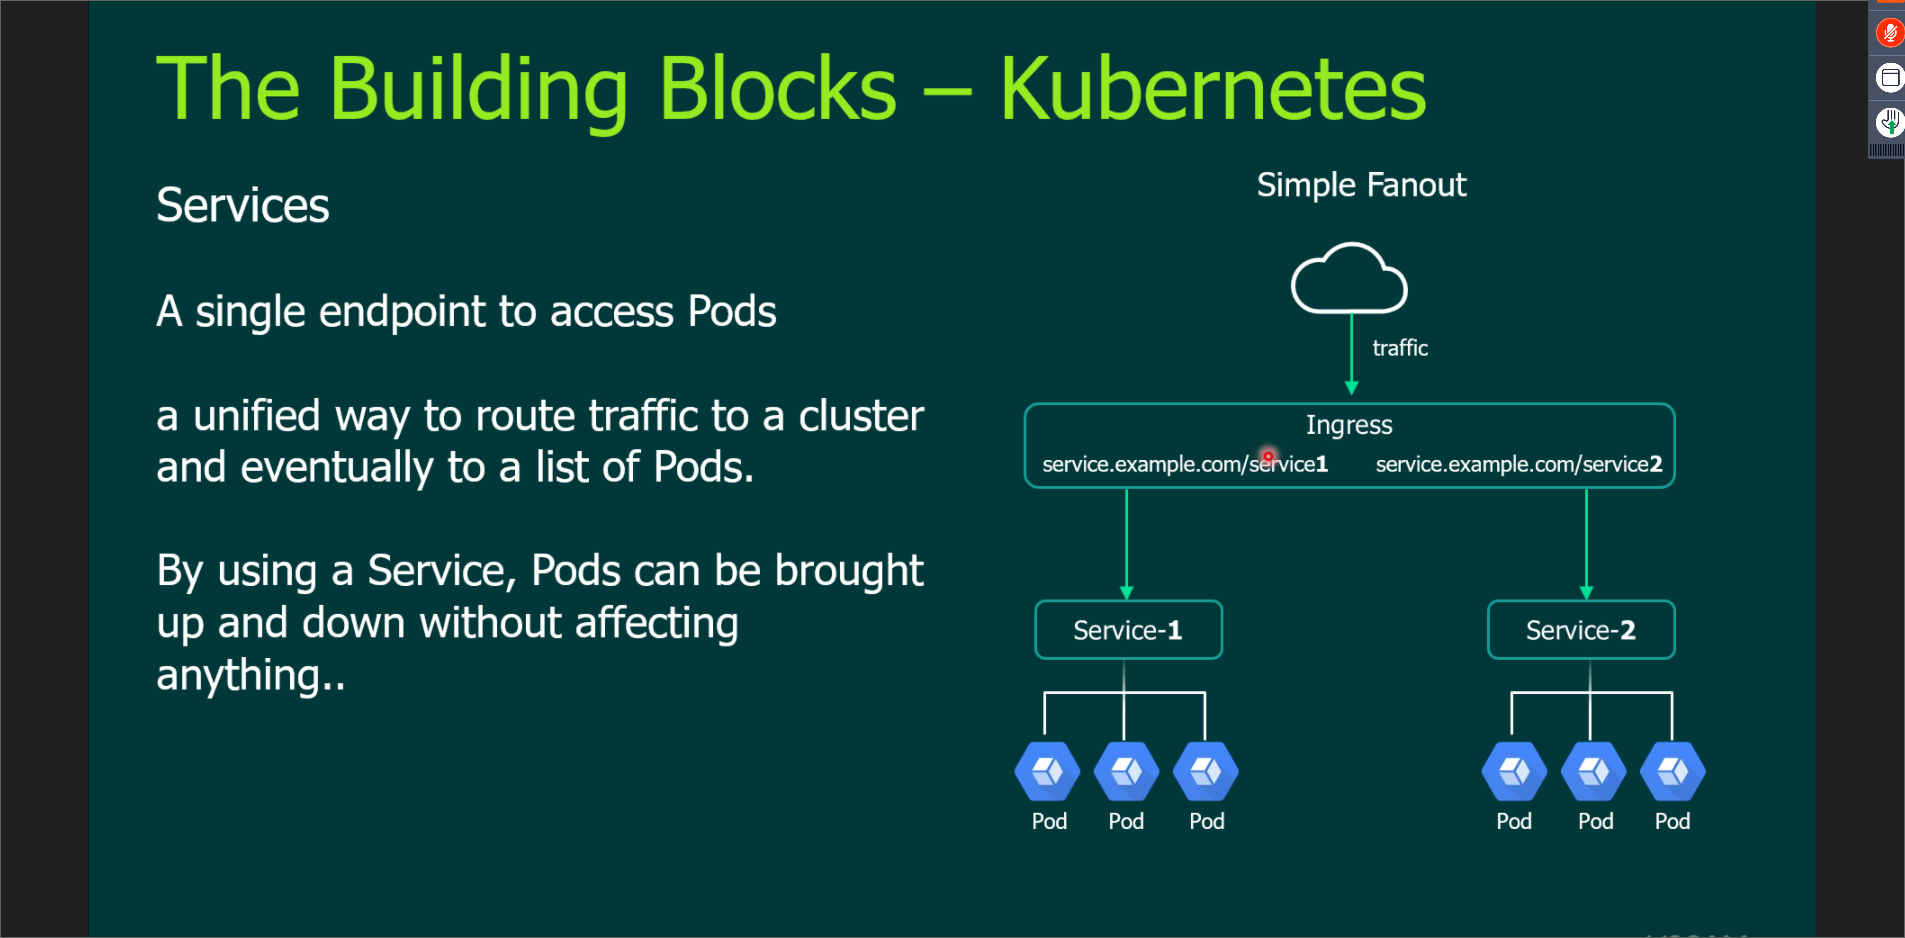 The Building Blocks – Kubernetes
Services
A single endpoint to access Pods
a unified way to route traffic to a cluster
and eventually to a list of Pods.
By using a Service, Pods can be brought
up and down without affecting
anything..
Simple Fanout
traffic
Ingress
service.example.com/service1 service.example.com/service2
Service-1 Service-2
Pod Pod Pod Pod Pod Pod